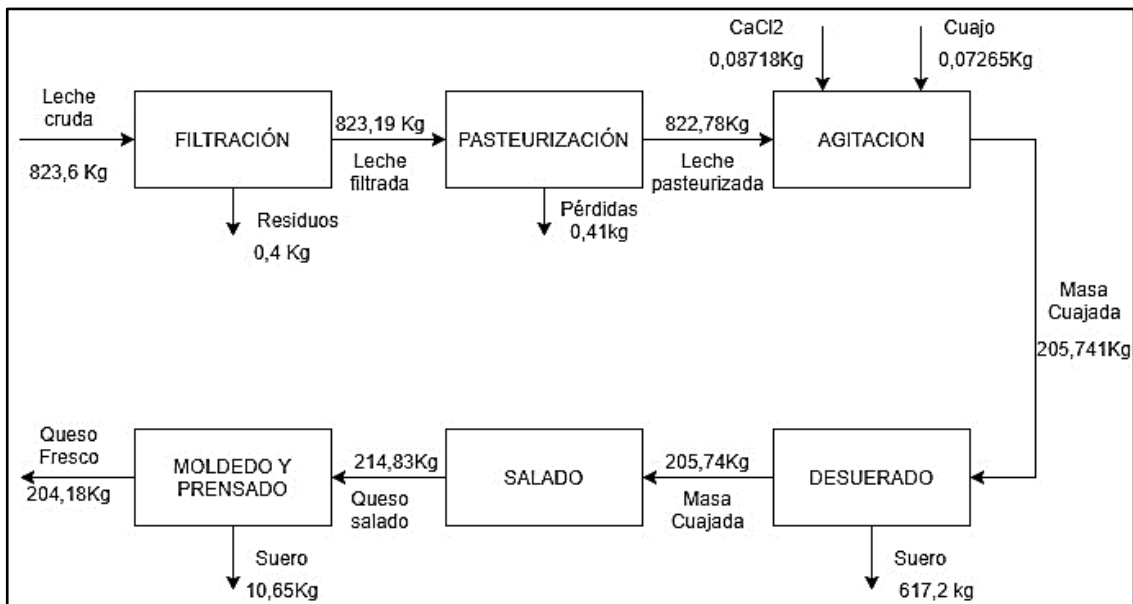 CaCl2
0,08718Kg
Cuajo
0,07265Kg
Leche
cruda
823,6 Kg
FILTRACIÓN
823,19 Kg
Leche
filtrada
PASTEURIZACIÓN
822,78Kg
Leche
pasteurizada
AGITACION
Residuos
0,4 Kg
Pérdidas
0,41kg
Masa
Cuajada
205,741Kg
Queso
Fresco
204,18Kg
MOLDEDO Y
PRENSADO
214,83Kg
Queso
salado
SALADO
205,74Kg
Masa
Cuajada
DESUERADO
Suero
10,65Kg
Suero
617,2 kg